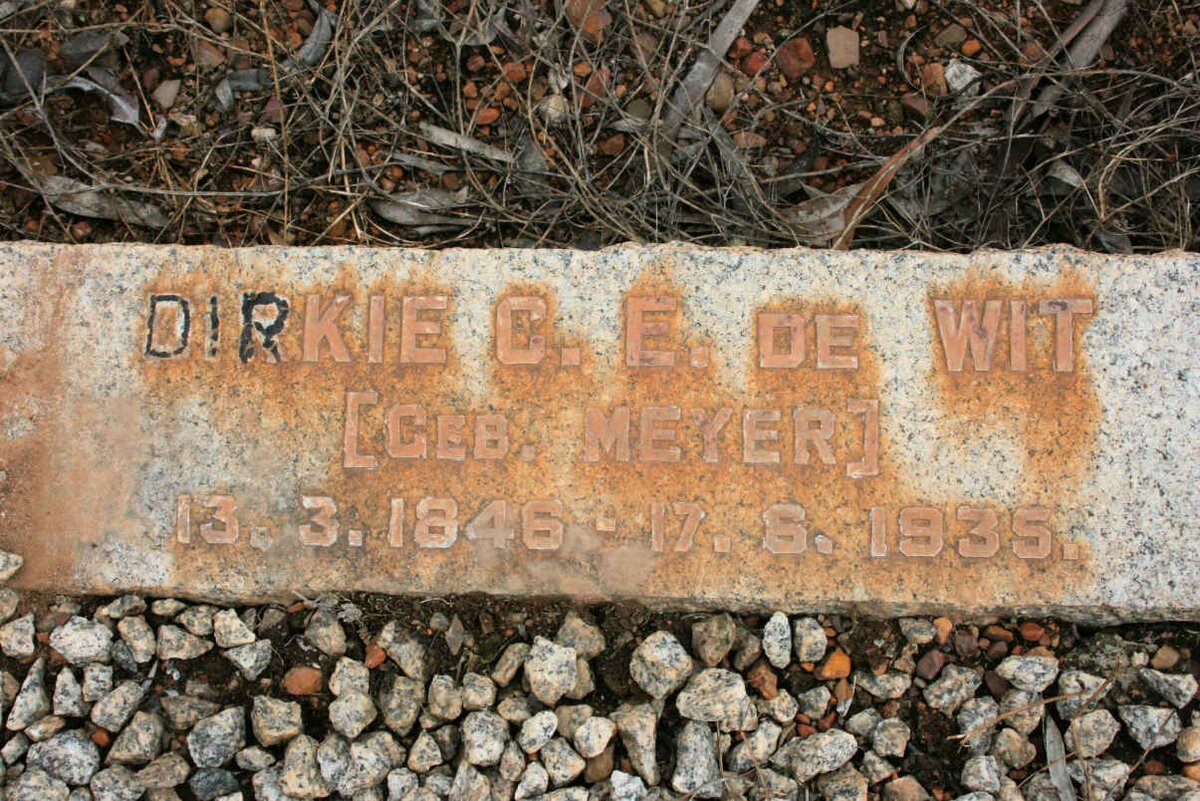 DIRKIE C. E. DE WIT
[GEB. MEYER]
13. 3. 1846 - 17. 6. 1935.